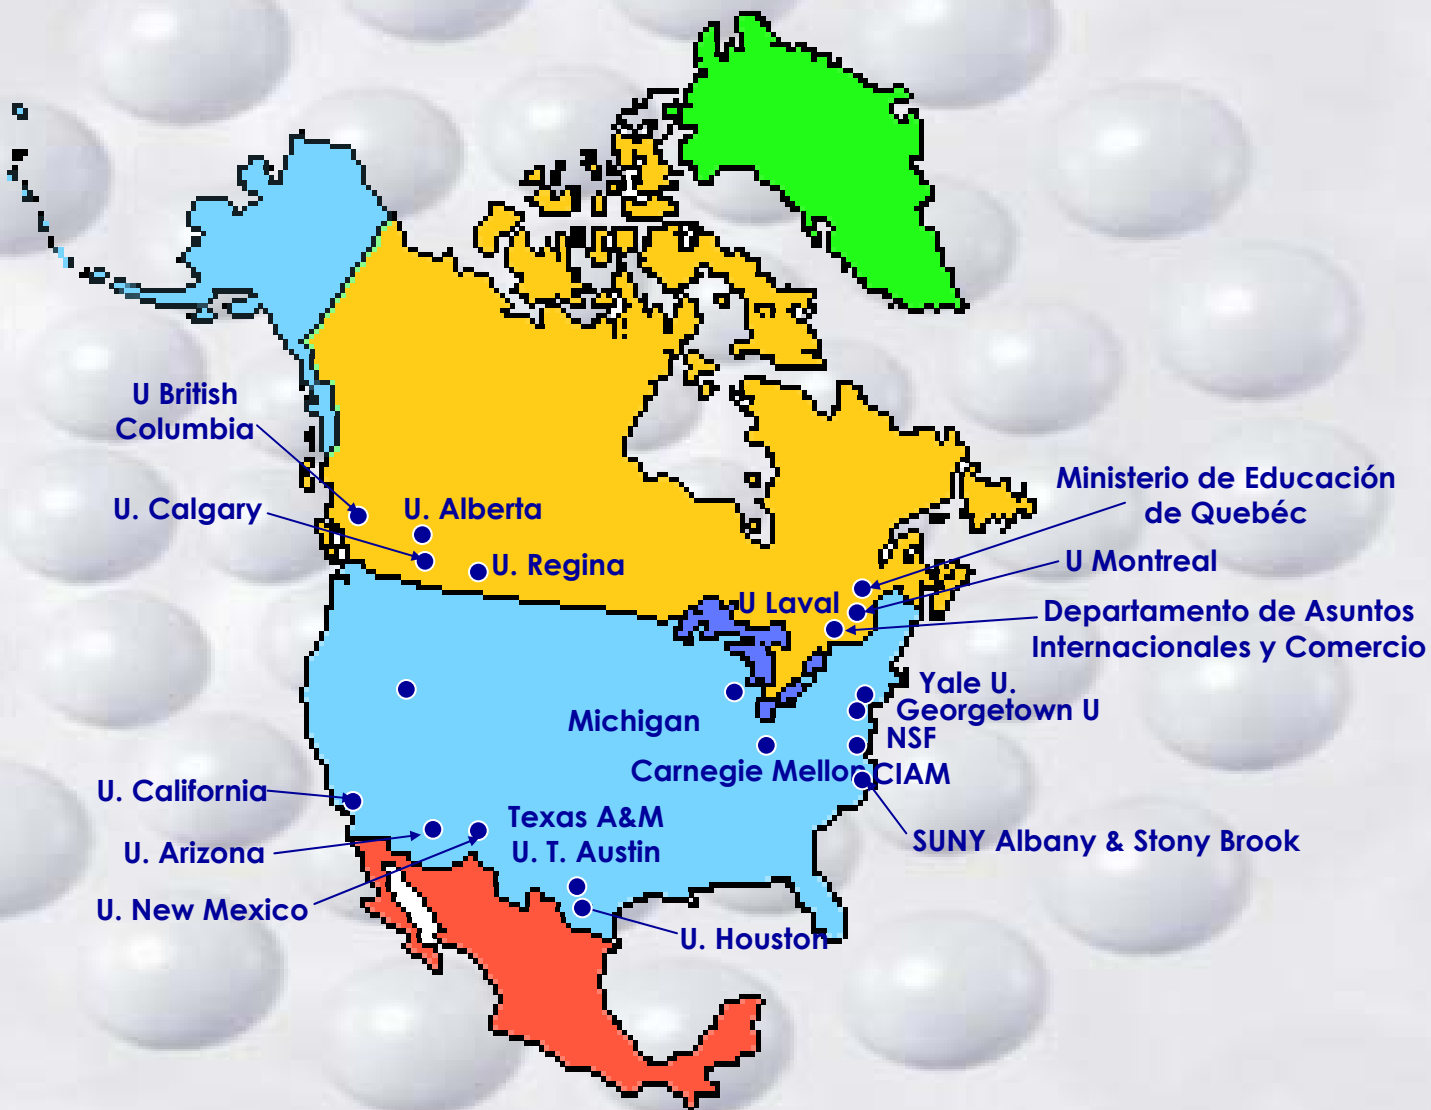 U British
Columbia
U. Calgary
U. Alberta
U. Regina
Ministerio de Educación
de Quebéc
U Montreal
U Laval
Departamento de Asuntos
Internacionales y Comercio
Yale U.
Georgetown U
Michigan
NSF
Carnegie Mellon
CIAM
U. California
Texas A&M
U. T. Austin
SUNY Albany & Stony Brook
U. Arizona
U. New Mexico
U. Houston